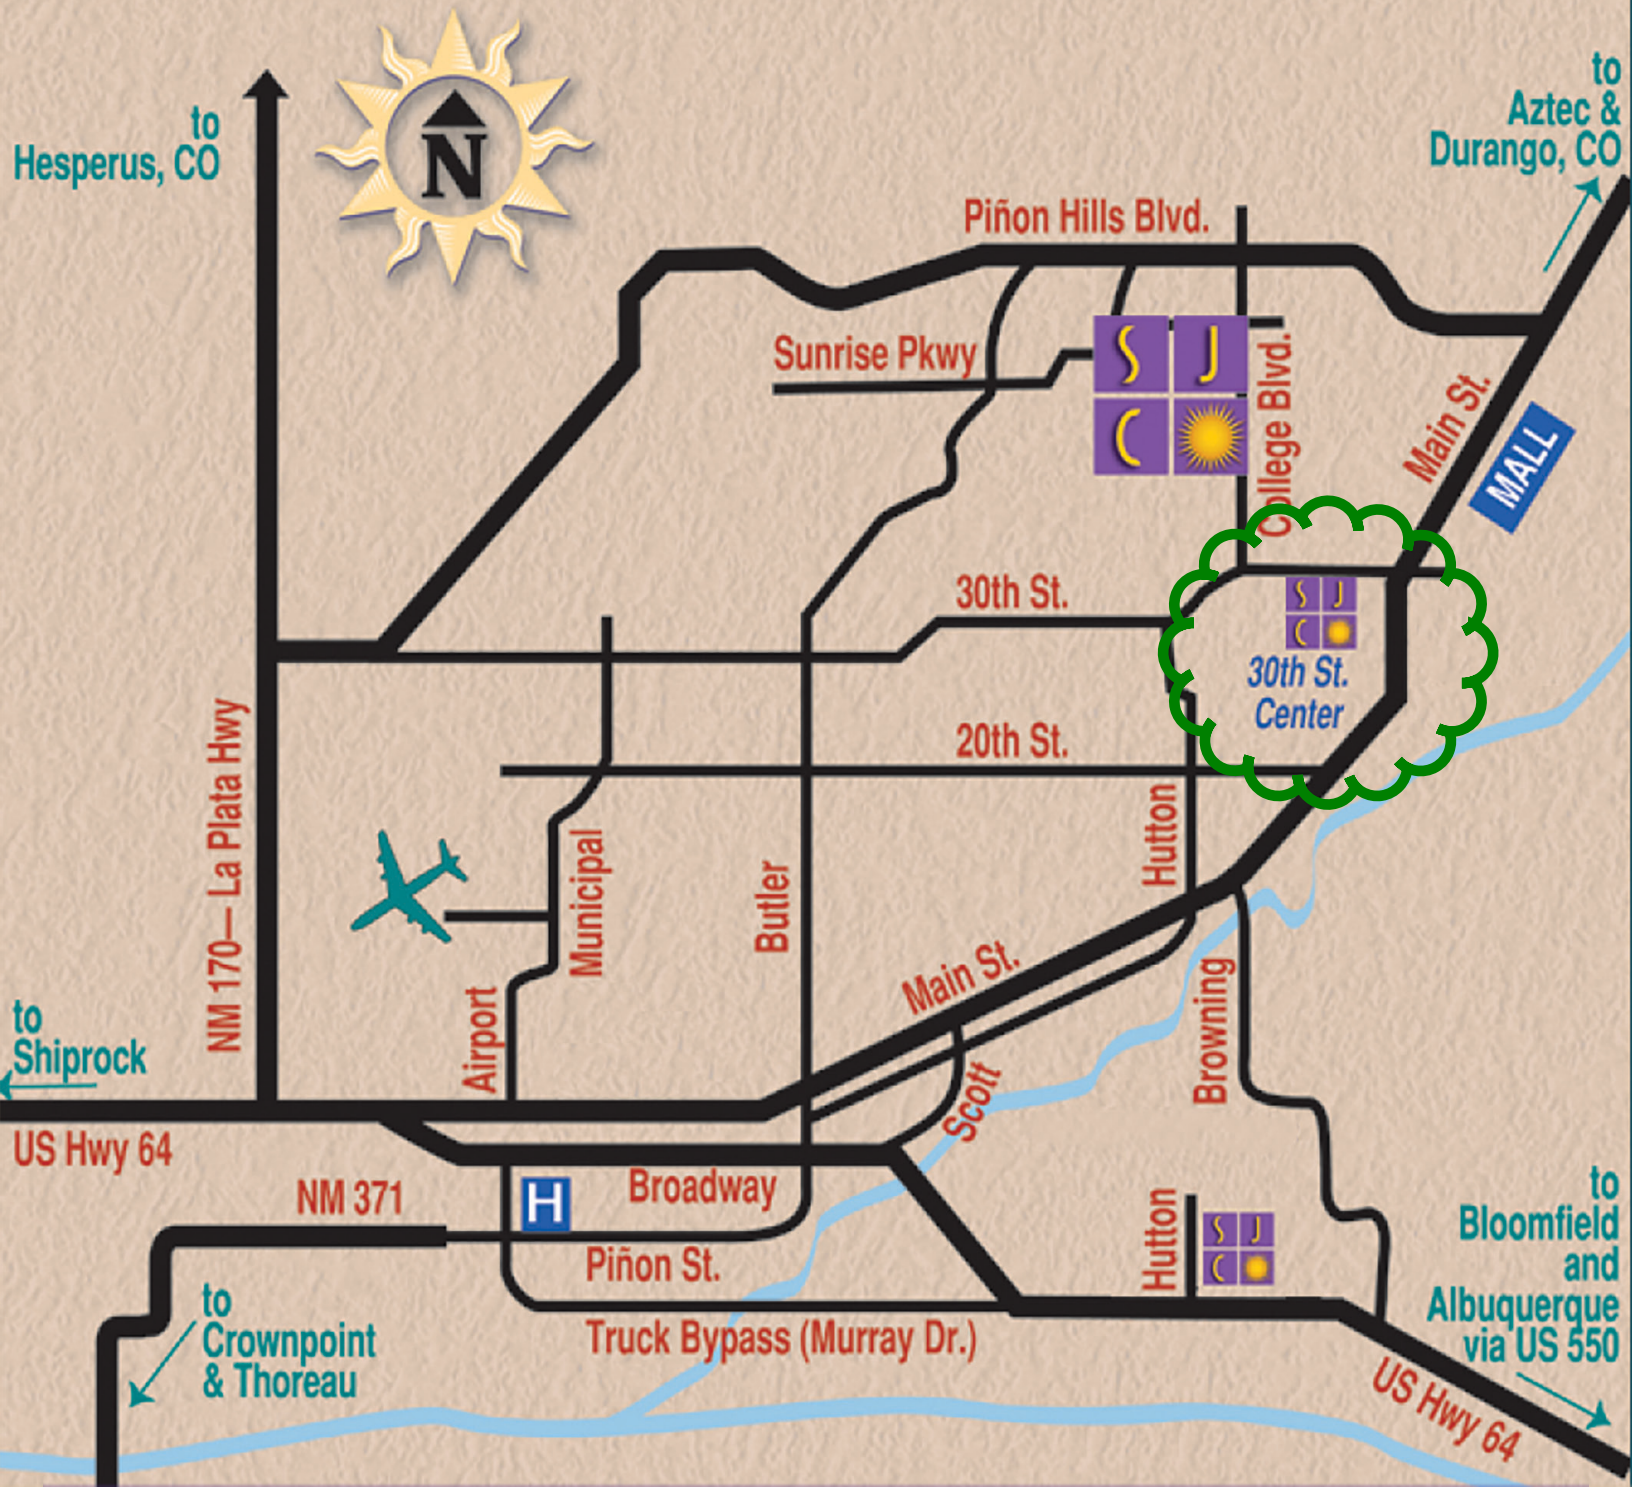 to
Hesperus, CO
N
to
Aztec &
Durango, CO
Piñon Hills Blvd.
Sunrise Pkwy
S J
C
College Blvd.
Main St.
MALL
30th St.
S J
C
30th St.
Center
20th St.
NM 170— La Plata Hwy
Municipal
Butler
Hutton
Main St.
Airport
Browning
Scott
to
Shiprock
US Hwy 64
NM 371
H
Broadway
Piñon St.
Hutton
S J
C
to
Bloomfield
and
Albuquerque
via US 550
to
Crownpoint
& Thoreau
Truck Bypass (Murray Dr.)
US Hwy 64